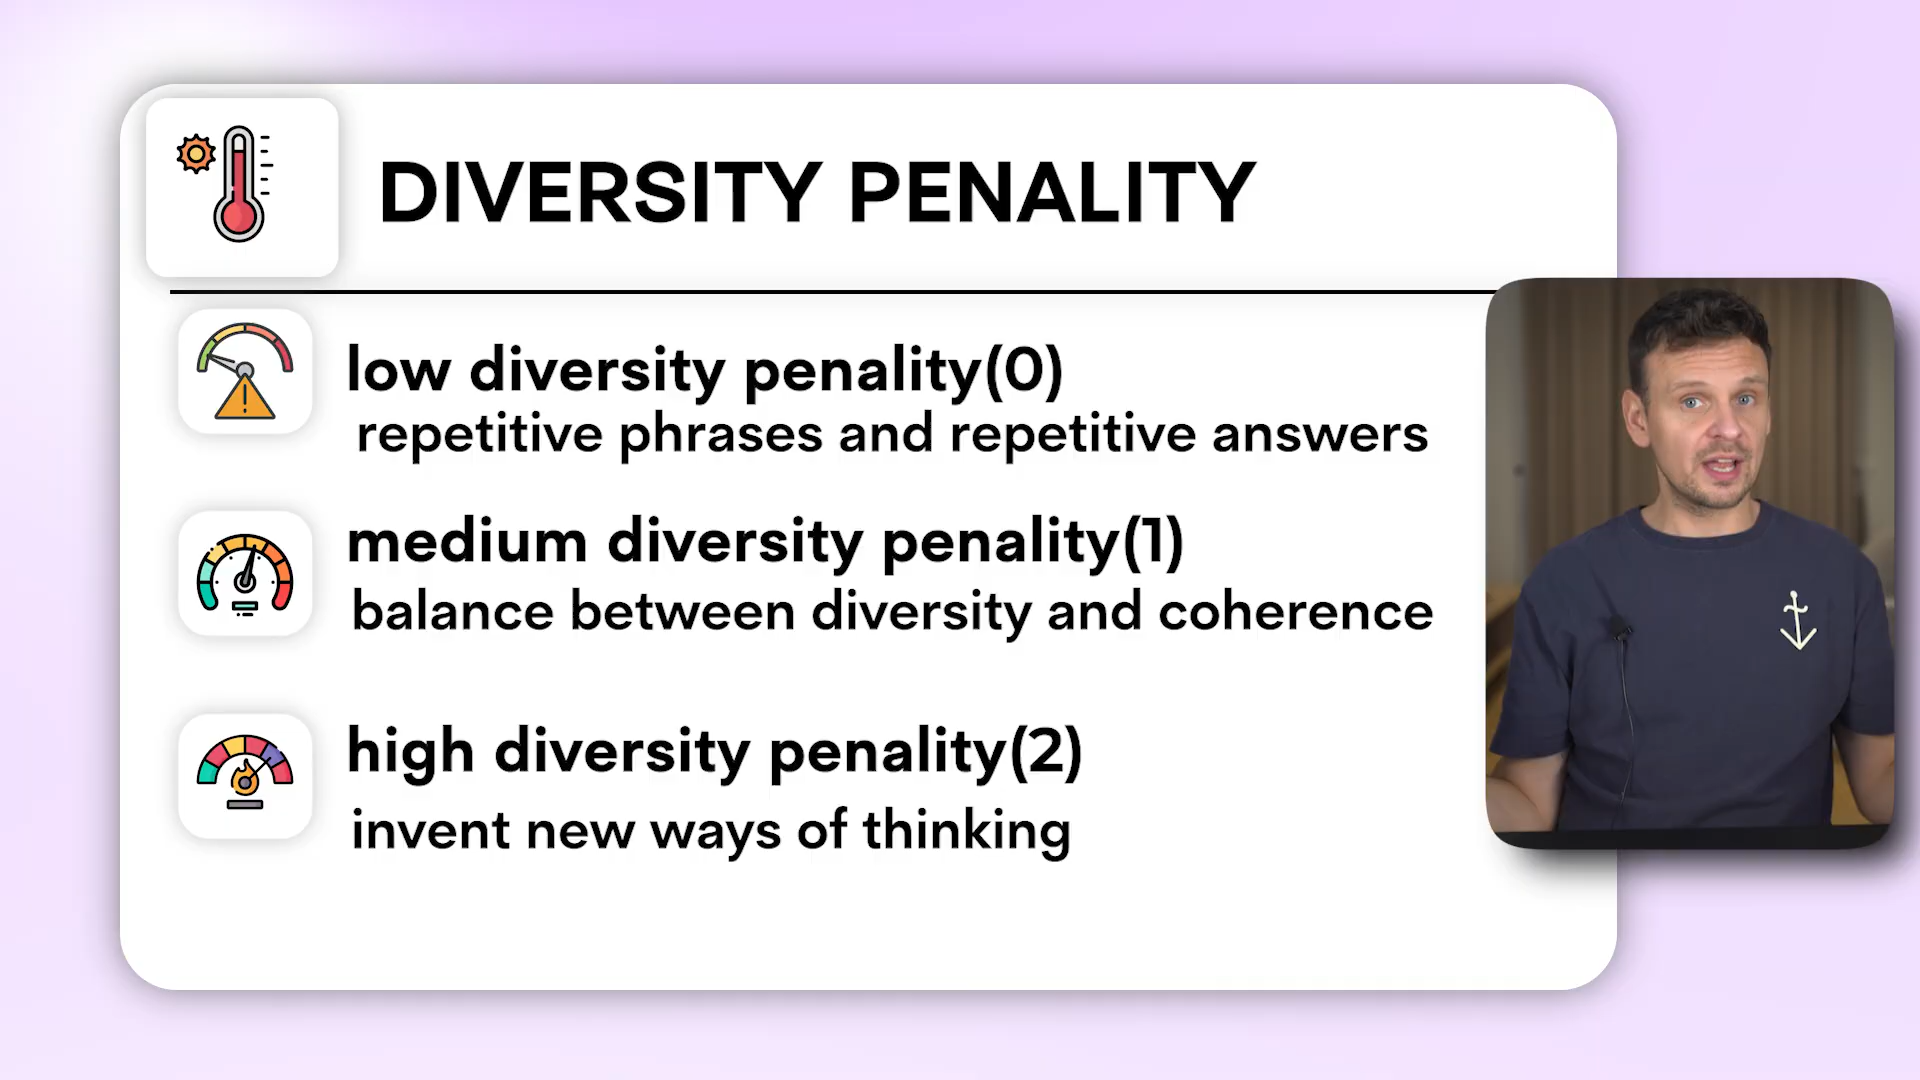 DIVERSITY PENALITY
low diversity penality(0)
repetitive phrases and repetitive answers
medium diversity penality(1)
balance between diversity and coherence
high diversity penality(2)
invent new ways of thinking